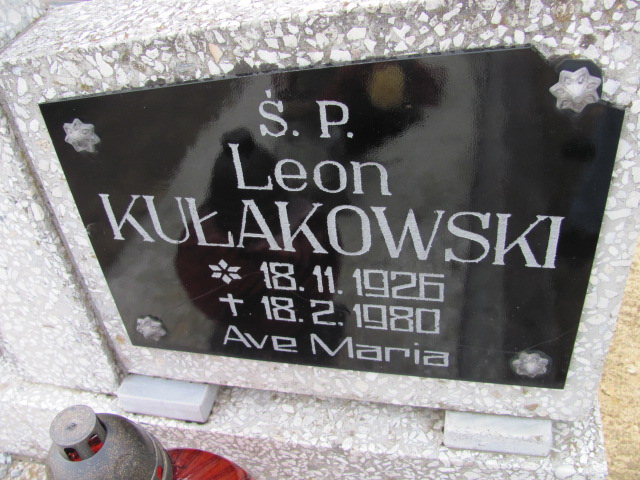 Ś. P.
Leon
KUŁAKOWSKI
* 18.11.1926
✝ 18.2.1980
Ave Maria